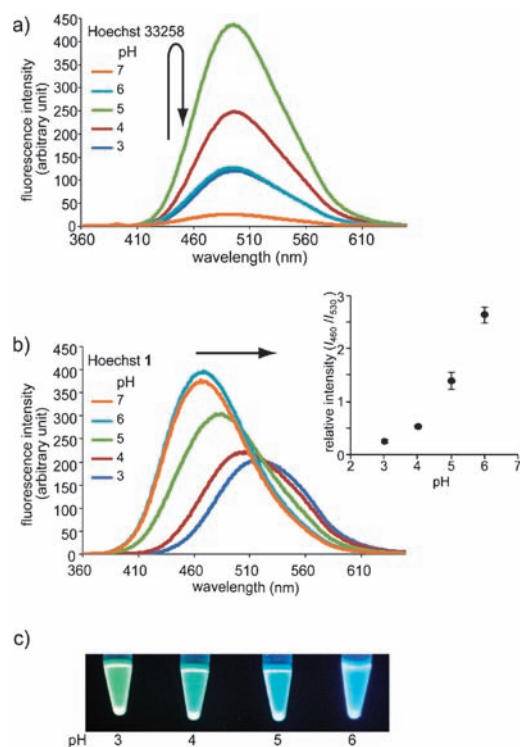 a)
Hoechst 33258
pH
7
6
5
4
3
fluorescence intensity
(arbitrary unit)
450
400
350
300
250
200
150
100
50
0
360 410 460 510 560 610
wavelength (nm)
b)
Hoechst 1
pH
7
6
5
4
3
fluorescence intensity
(arbitrary unit)
450
400
350
300
250
200
150
100
50
0
360 410 460 510 560 610
wavelength (nm)
relative intensity (I460/I530)
3
2
1
0
2 3 4 5 6 7
pH
c)
pH 3 4 5 6